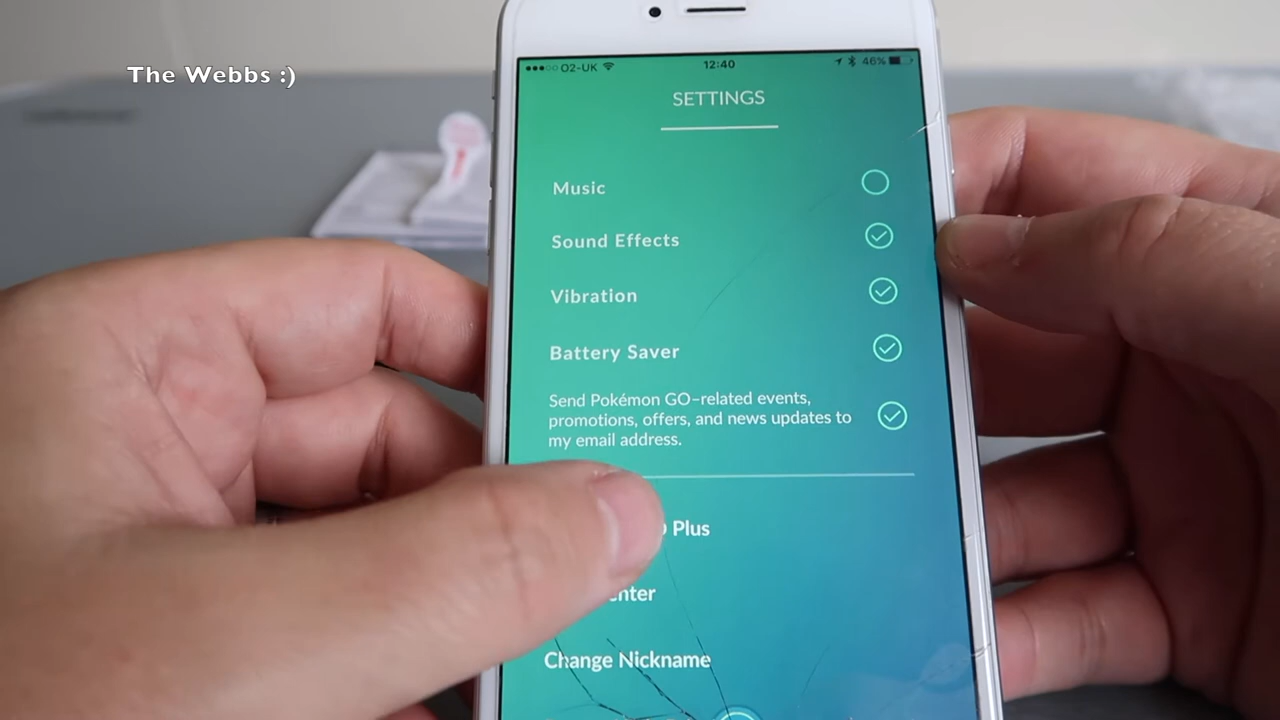 The Webbs :)
O2-UK 12:40 46%
SETTINGS
Music
Sound Effects
Vibration
Battery Saver
Send Pokémon GO-related events,
promotions, offers, and news updates to
my email address.
Plus
Change Nickname